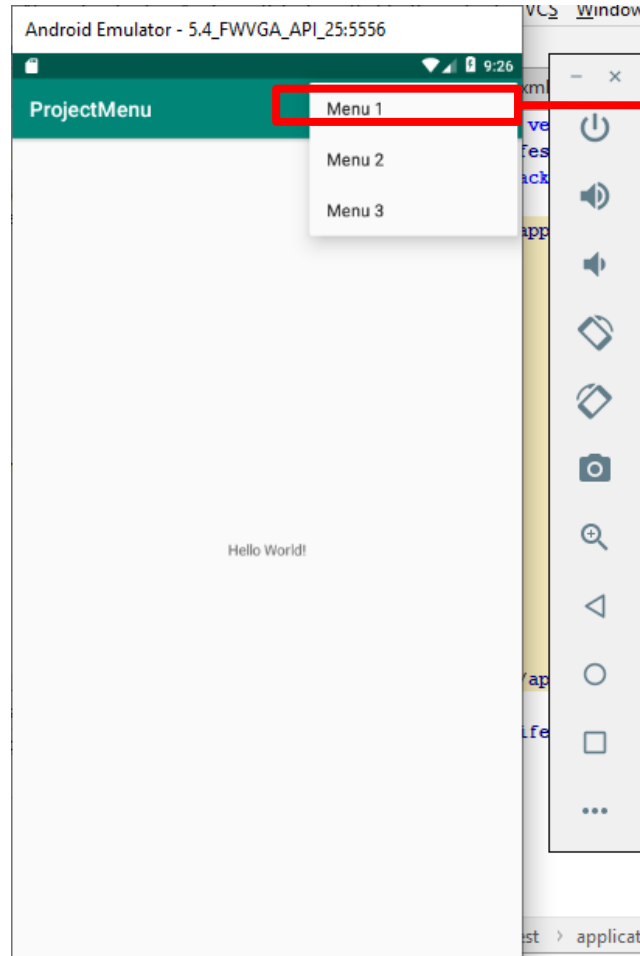 VCS Window
Android Emulator - 5.4_FWVGA_API_25:5556
9:26
xml
ProjectMenu
Menu 1
ve
fes
ack
Menu 2
Menu 3
app
Hello World!
/ap
ife
est > applicat